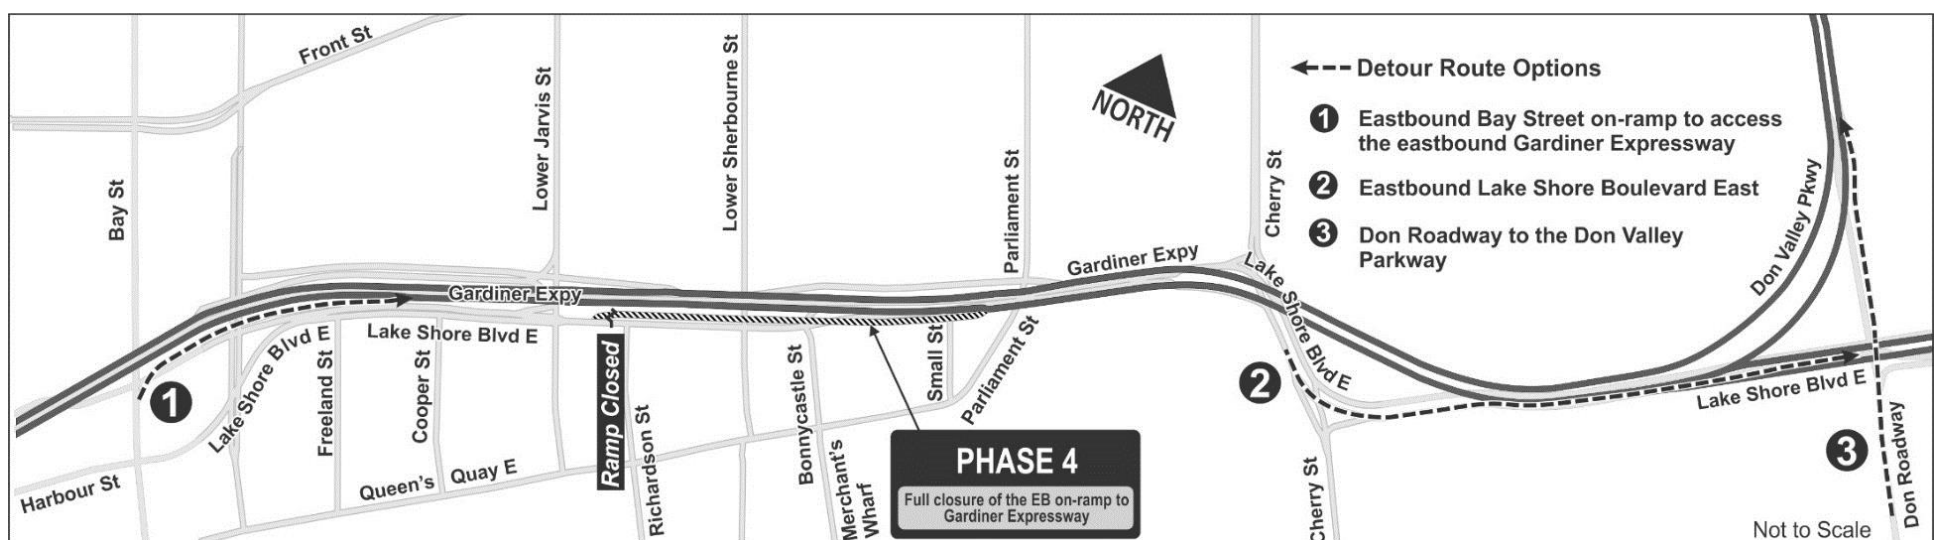 Front St
Bay St
Lower Jarvis St
Lower Sherbourne St
Parliament St
Cherry St
NORTH
Detour Route Options
1 Eastbound Bay Street on-ramp to access
the eastbound Gardiner Expressway
2 Eastbound Lake Shore Boulevard East
3 Don Roadway to the Don Valley
Parkway
Don Valley Pkwy
Gardiner Expy
Gardiner Expy
Lake Shore Blvd E
Lake Shore Blvd E
Lake Shore Blvd E
Lake Shore Blvd E
1
2
3
Harbour St
Freeland St
Cooper St
Queen's Quay E
Ramp Closed
Richardson St
Bonnycastle St
Merchant's
Wharf
Small St
Parliament St
PHASE 4
Full closure of the EB on-ramp to
Gardiner Expressway
Cherry St
Don Roadway
Not to Scale